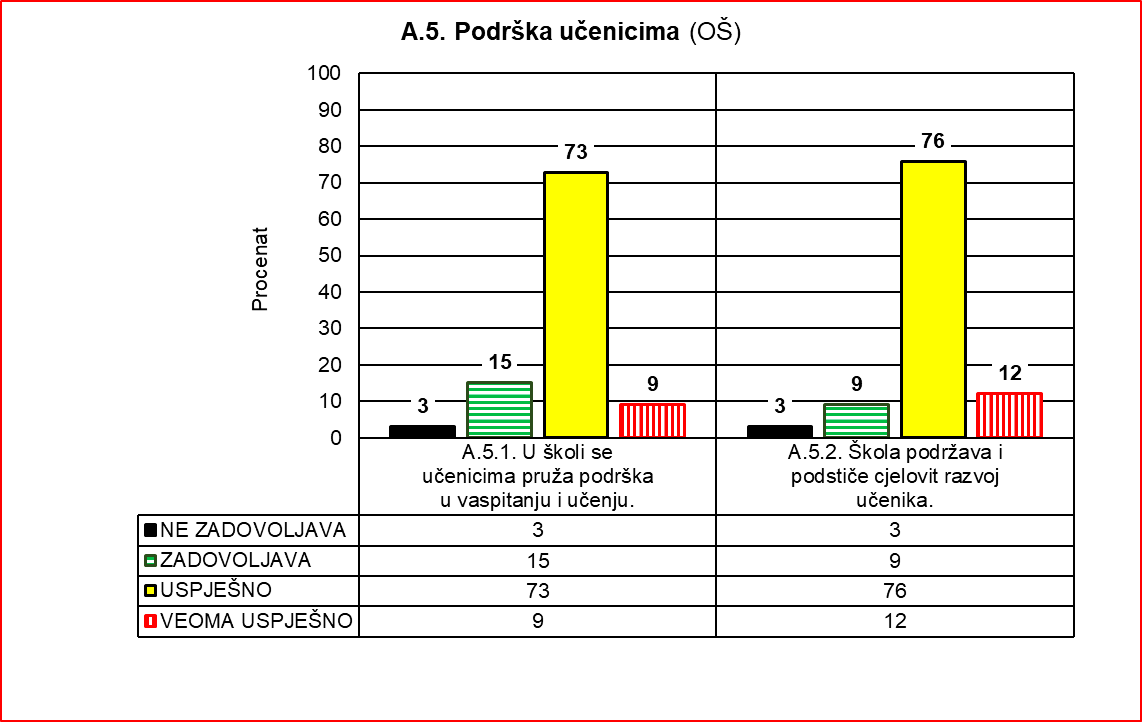 A.5. Podrška učenicima (OŠ)
Procenat
100
90
80
70
60
50
40
30
20
10
0
3
15
73
9
3
9
76
12
A.5.1. U školi se
učenicima pruža podrška
u vaspitanju i učenju.
A.5.2. Škola podržava i
podstiče cjelovit razvoj
učenika.
NE ZADOVOLJAVA 3 3
ZADOVOLJAVA 15 9
USPJEŠNO 73 76
VEOMA USPJEŠNO 9 12